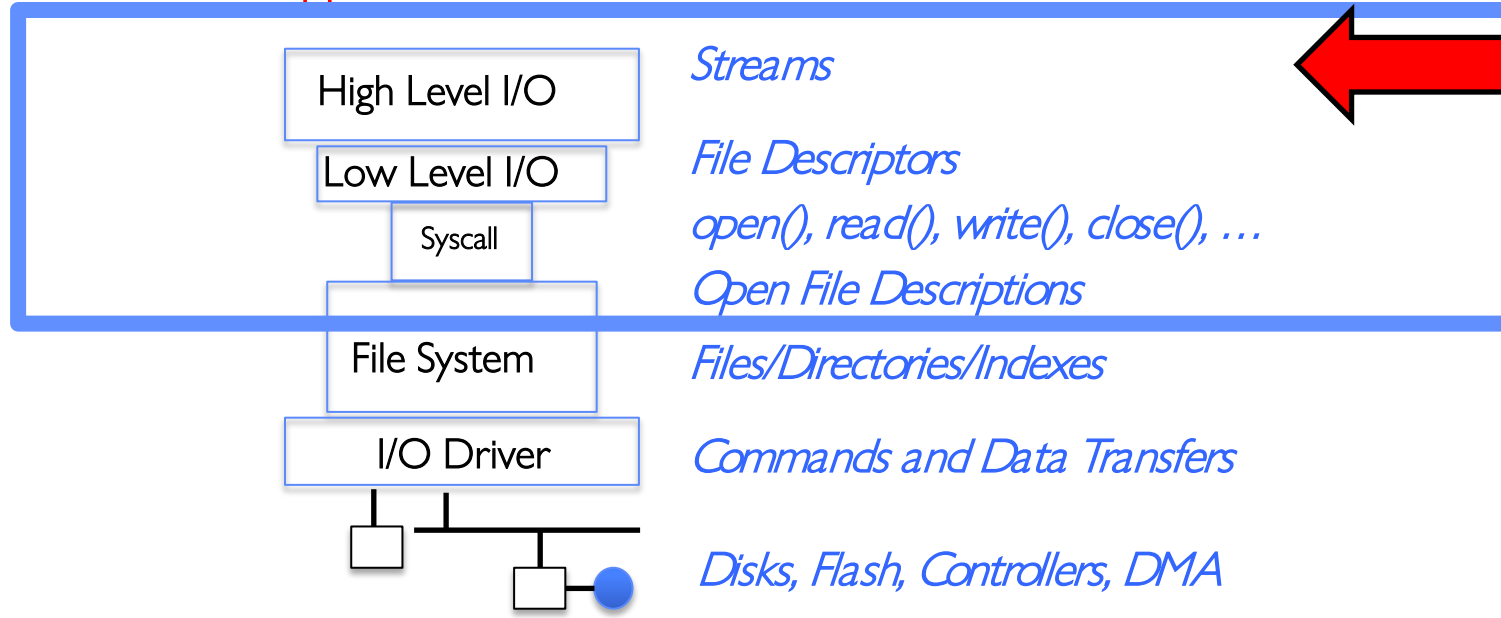 High Level I/O
Streams
Low Level I/O
File Descriptors
Syscall
open(), read(), write(), close(), …
Open File Descriptions
File System
Files/Directories/Indexes
I/O Driver
Commands and Data Transfers
Disks, Flash, Controllers, DMA